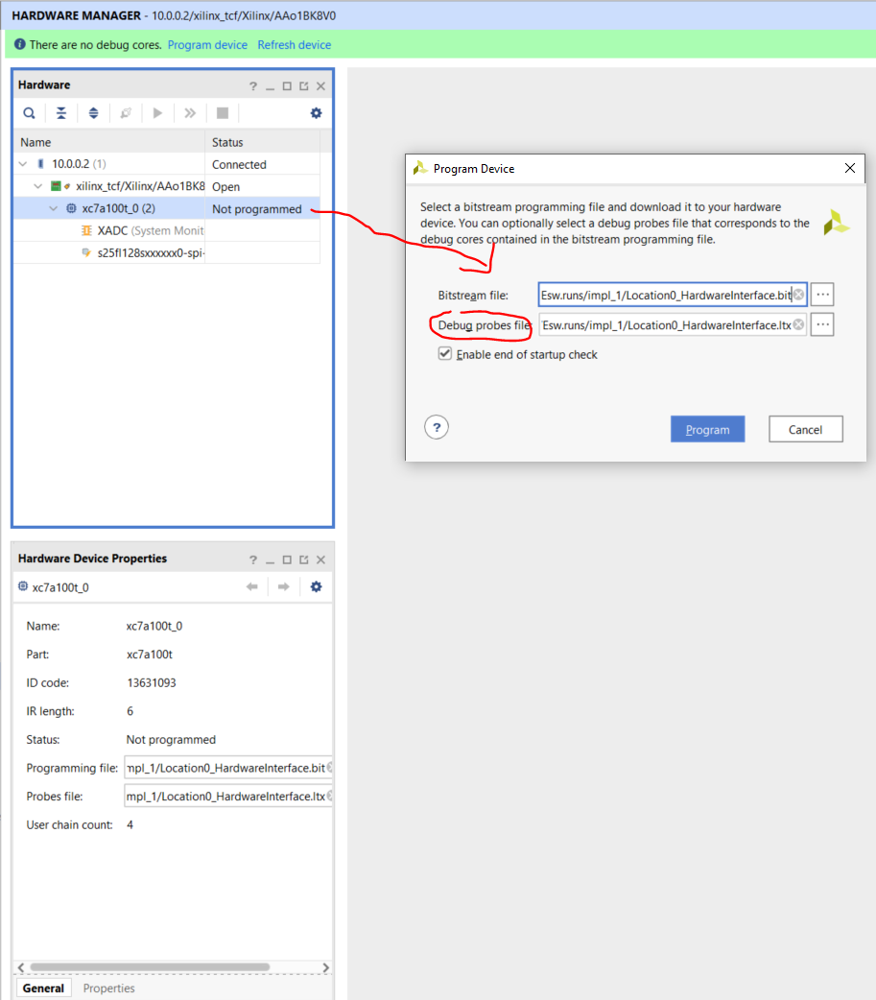 HARDWARE MANAGER - 10.0.0.2/xilinx_tcf/Xilinx/AAo1BK8V0
There are no debug cores. Program device Refresh device
Hardware
Name Status
10.0.0.2 (1) Connected
xilinx_tcf/Xilinx/AAo1BK8 Open
xc7a100t_0 (2) Not programmed
XADC (System Monit
s25fl128sxxxxxx0-spi-
Program Device
Select a bitstream programming file and download it to your hardware
device. You can optionally select a debug probes file that corresponds to the
debug cores contained in the bitstream programming file.
Bitstream file: Esw.runs/impl_1/Location0_HardwareInterface.bit
Debug probes file: Esw.runs/impl_1/Location0_HardwareInterface.ltx
Enable end of startup check
? Program Cancel
Hardware Device Properties
xc7a100t_0
Name: xc7a100t_0
Part: xc7a100t
ID code: 13631093
IR length: 6
Status: Not programmed
Programming file: mpl_1/Location0_HardwareInterface.bit
Probes file: mpl_1/Location0_HardwareInterface.ltx
User chain count: 4
General Properties